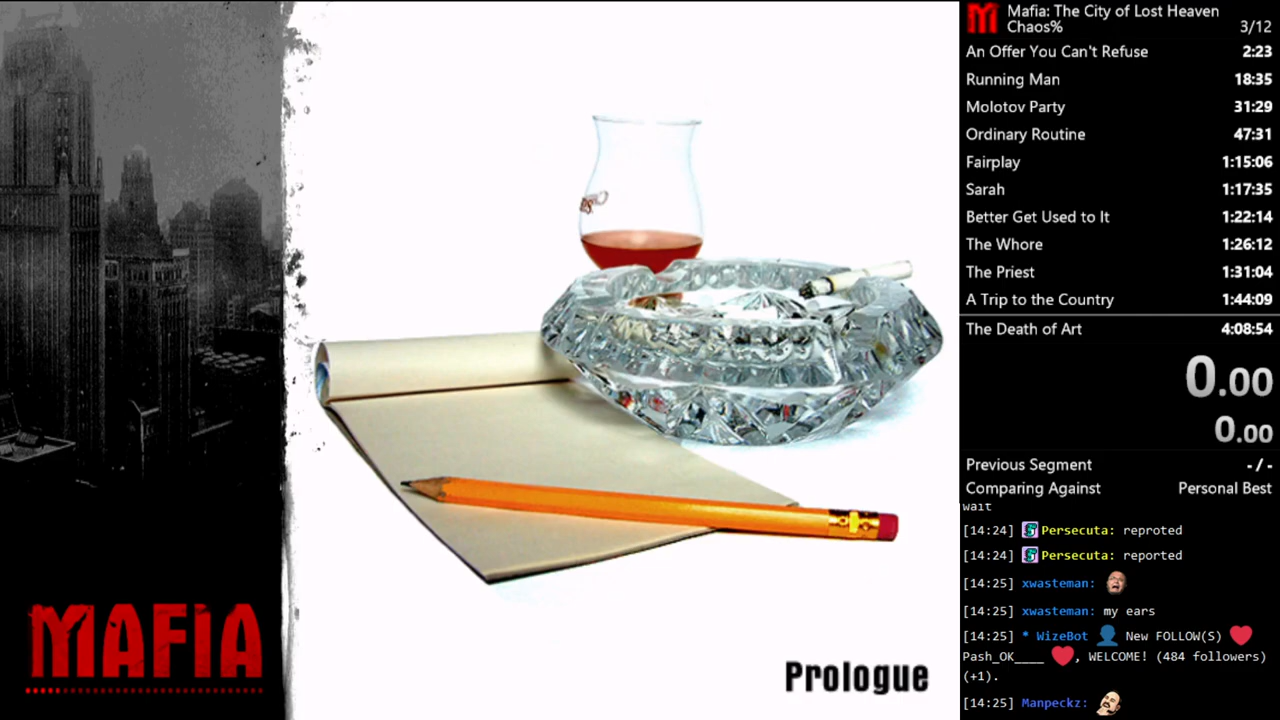 MAFIA
Prologue
Mafia: The City of Lost Heaven
Chaos% 3/12
An Offer You Can't Refuse 2:23
Running Man 18:35
Molotov Party 31:29
Ordinary Routine 47:31
Fairplay 1:15:06
Sarah 1:17:35
Better Get Used to It 1:22:14
The Whore 1:26:12
The Priest 1:31:04
A Trip to the Country 1:44:09
The Death of Art 4:08:54
0.00
0.00
Previous Segment - / -
Comparing Against Personal Best
wait
[14:24] Persecuta: reproted
[14:24] Persecuta: reported
[14:25] xwasteman:
[14:25] xwasteman: my ears
[14:25] * WizeBot New FOLLOW(S)
Pash_OK____ , WELCOME! (484 followers)
(+1).
[14:25] Manpeckz: